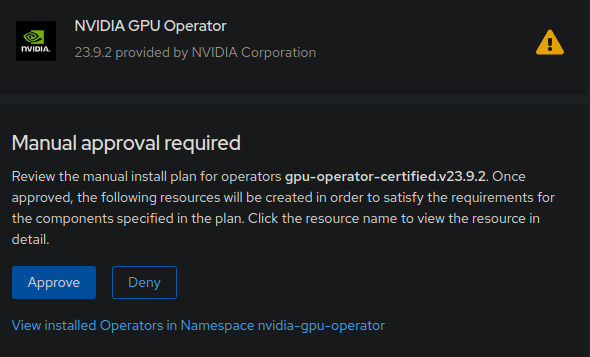 NVIDIA GPU Operator
NVIDIA.
23.9.2 provided by NVIDIA Corporation
Manual approval required
Review the manual install plan for operators gpu-operator-certified.v23.9.2. Once
approved, the following resources will be created in order to satisfy the requirements for
the components specified in the plan. Click the resource name to view the resource in
detail.
Approve
Deny
View installed Operators in Namespace nvidia-gpu-operator